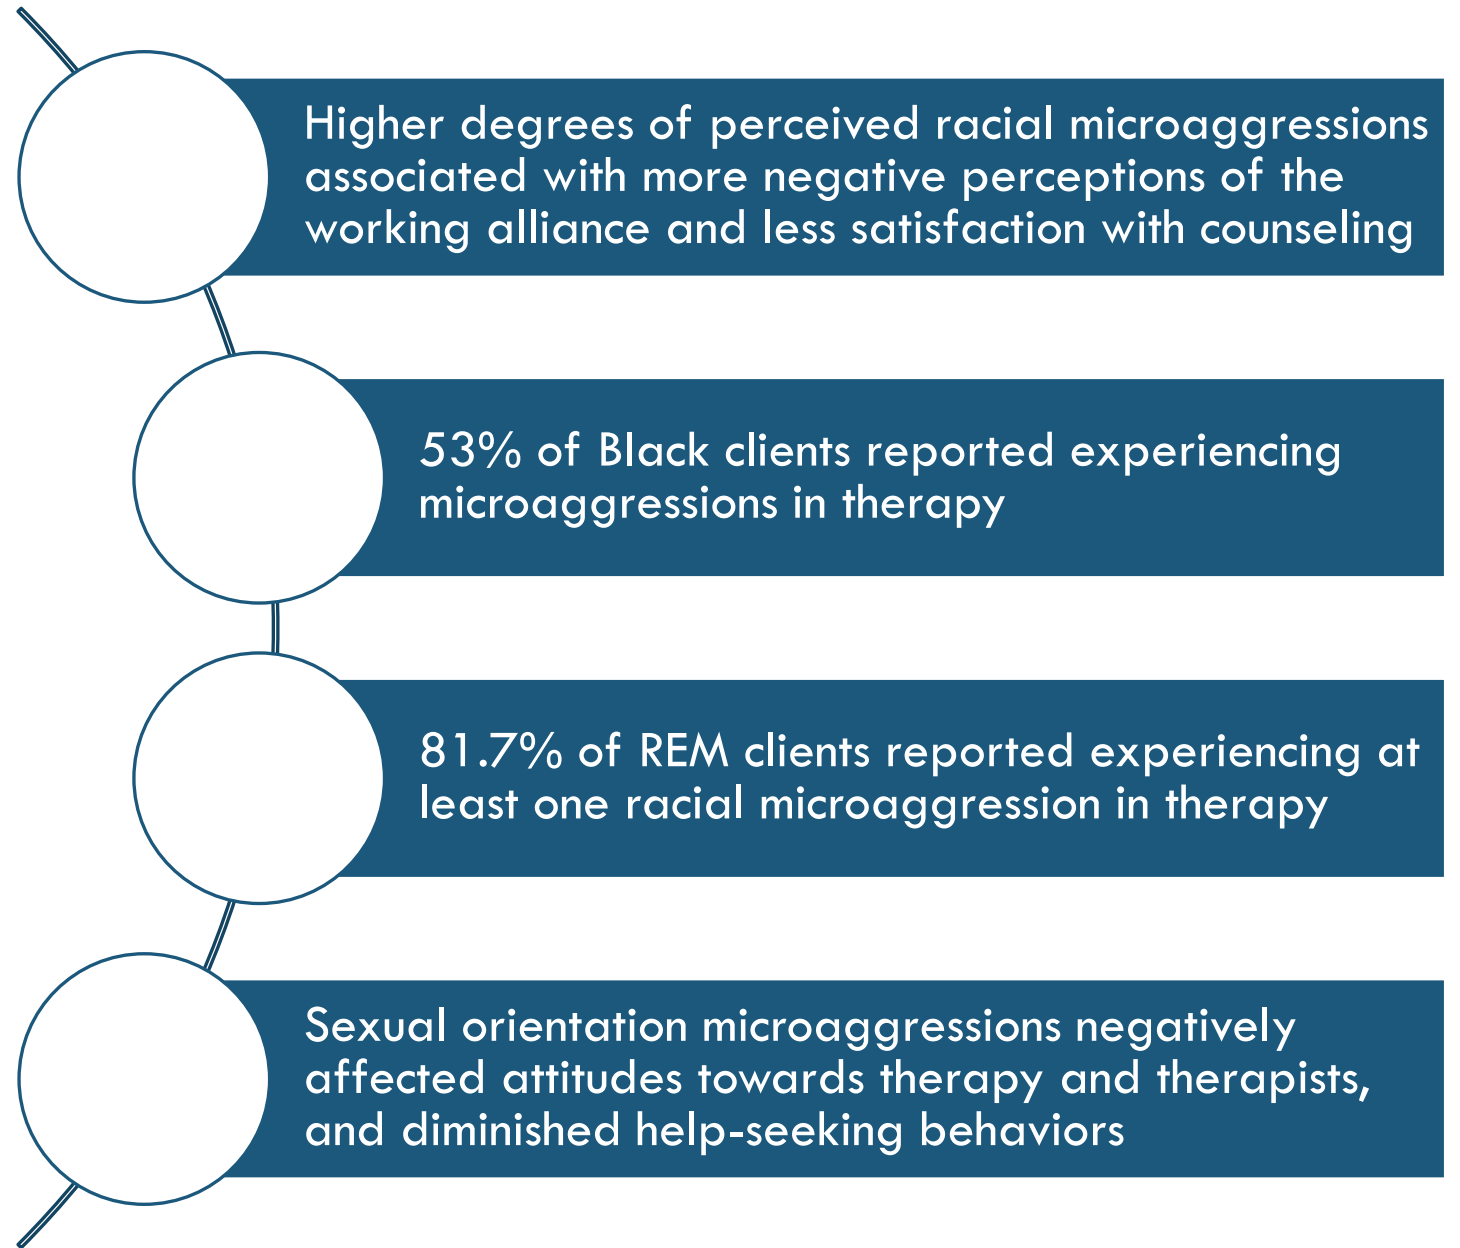 Higher degrees of perceived racial microaggressions
associated with more negative perceptions of the
working alliance and less satisfaction with counseling
53% of Black clients reported experiencing
microaggressions in therapy
81.7% of REM clients reported experiencing at
least one racial microaggression in therapy
Sexual orientation microaggressions negatively
affected attitudes towards therapy and therapists,
and diminished help-seeking behaviors